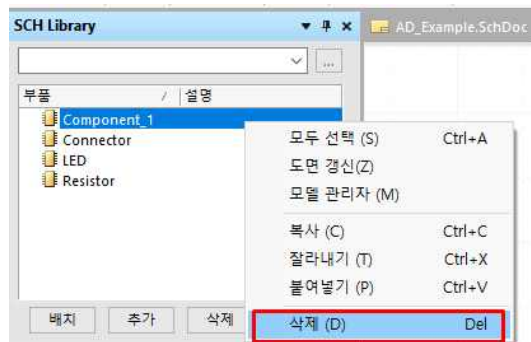 SCH Library
AD_Example.SchDoc
...
부품 / 설명
Component_1
Connector
LED
Resistor
모두 선택 (S) Ctrl+A
도면 갱신(Z)
모델 관리자 (M)
복사 (C) Ctrl+C
잘라내기 (T) Ctrl+X
붙여넣기 (P) Ctrl+V
삭제 (D) Del
배치 추가 삭제